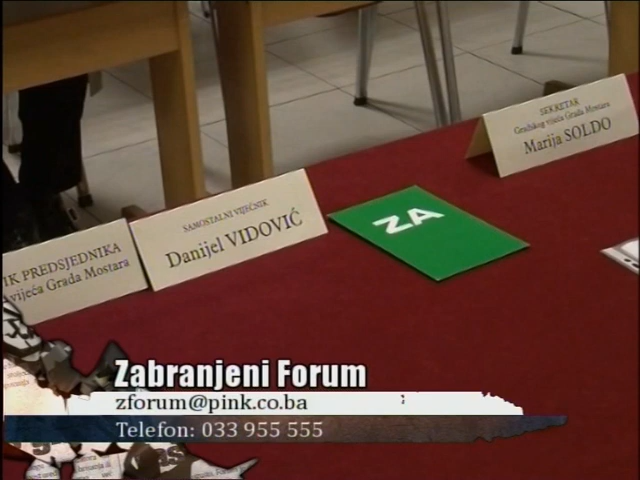 SEKRETAR
Gradskog vijeća Grada Mostara
Marija SOLDO
SAMOSTALNI VIJEĆNIK
Danijel VIDOVIĆ
ZA
IK PREDSJEDNIKA
vijeća Grada Mostara
Zabranjeni Forum
zforum@pink.co.ba
Telefon: 033 955 555